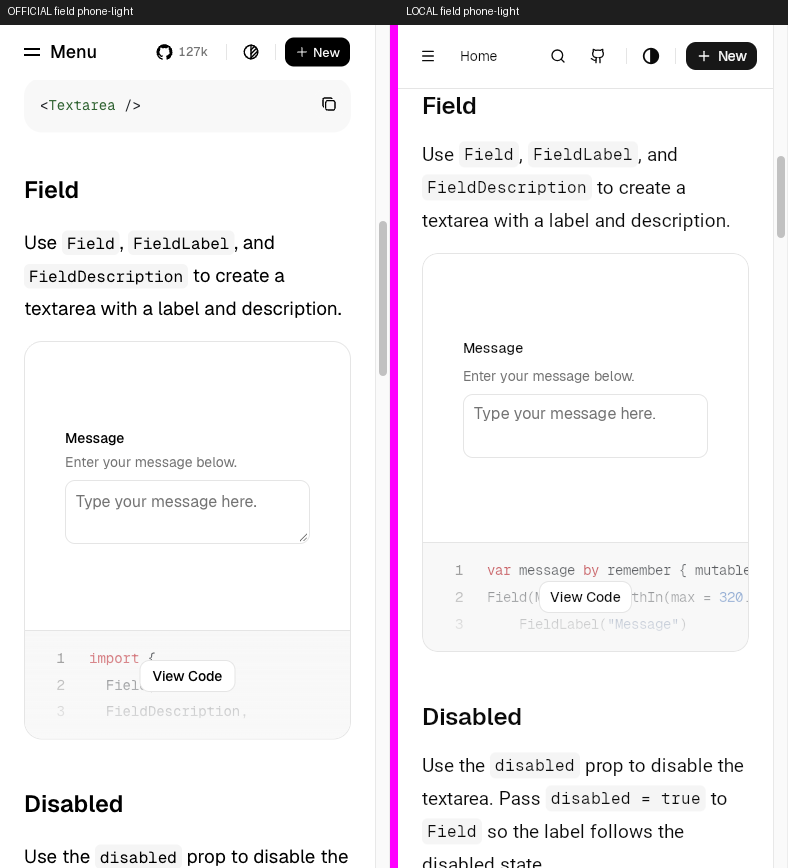 OFFICIAL field phone-light
Menu
127k
New
<Textarea />
Field
Use Field, FieldLabel, and
FieldDescription to create a
textarea with a label and description.
Message
Enter your message below.
Type your message here.
1 import {
2 Fiel
View Code
3 FieldDescription,
Disabled
Use the disabled prop to disable the
LOCAL field phone-light
Home
New
Field
Use Field, FieldLabel, and
FieldDescription to create a
textarea with a label and description.
Message
Enter your message below.
Type your message here.
1 var message by remember { mutable
2 Field(M thIn(max = 320.
View Code
3 FieldLabel("Message")
Disabled
Use the disabled prop to disable the
textarea. Pass disabled = true to
Field so the label follows the
disabled state.